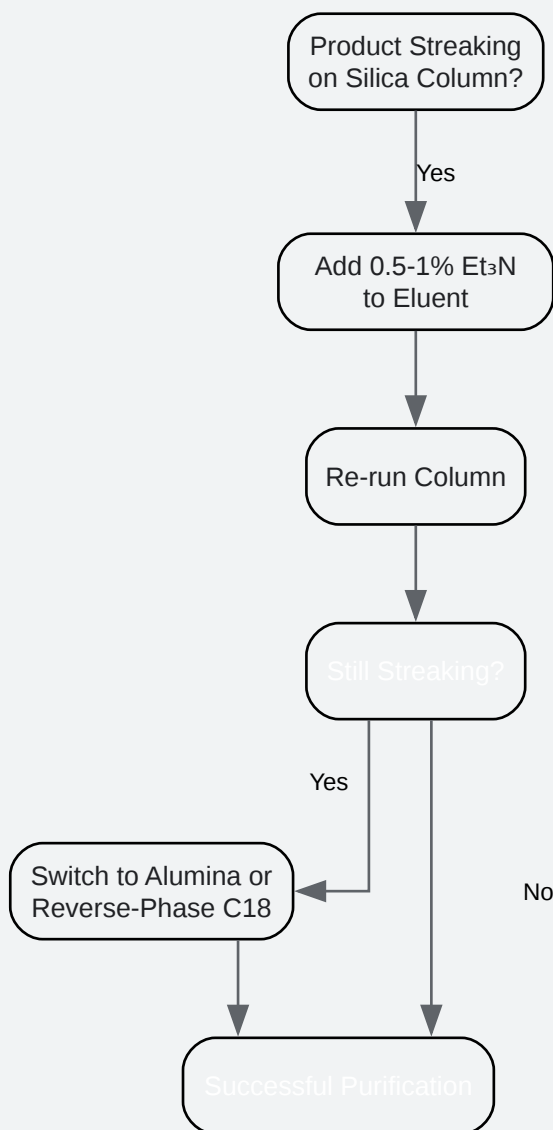 Product Streaking
on Silica Column?
Yes
Add 0.5-1% Et₃N
to Eluent
Re-run Column
Still Streaking?
Yes
Switch to Alumina or
Reverse-Phase C18
No
Successful Purification